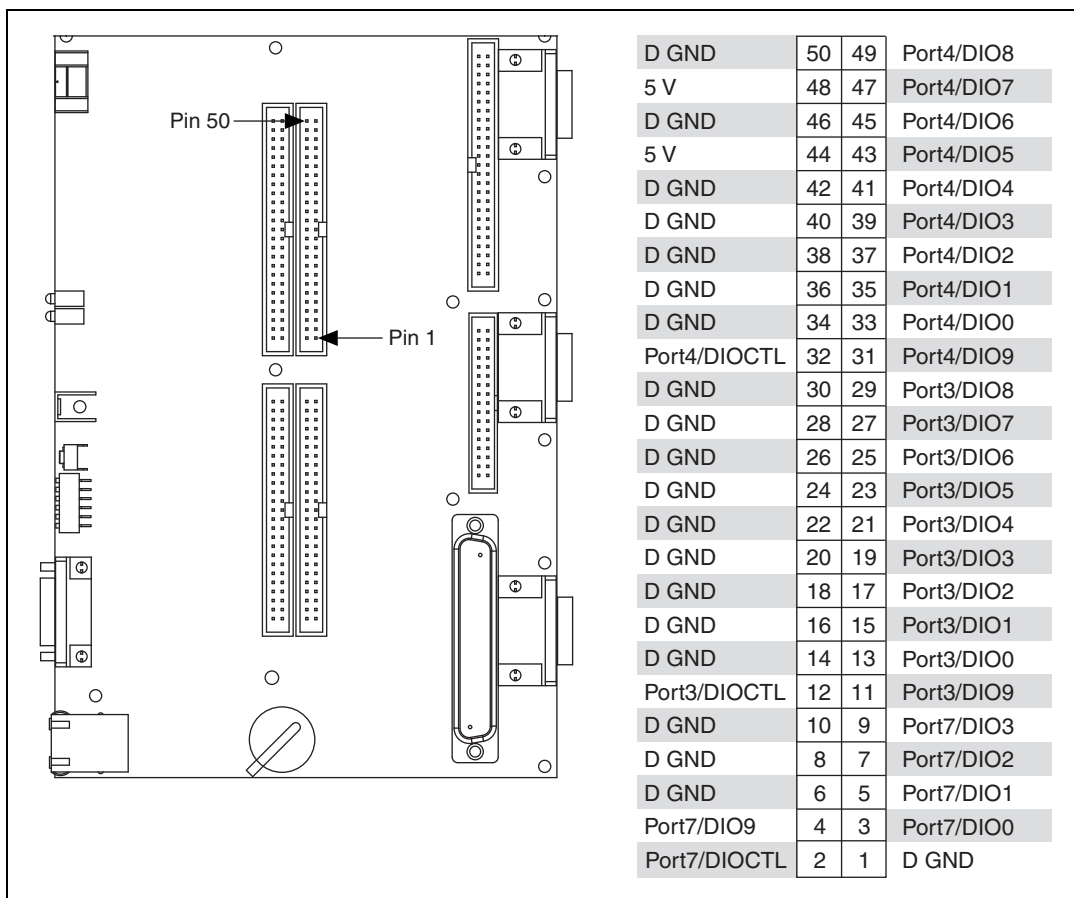 Pin 50
Pin 1
D GND 50 49 Port4/DIO8
5 V 48 47 Port4/DIO7
D GND 46 45 Port4/DIO6
5 V 44 43 Port4/DIO5
D GND 42 41 Port4/DIO4
D GND 40 39 Port4/DIO3
D GND 38 37 Port4/DIO2
D GND 36 35 Port4/DIO1
D GND 34 33 Port4/DIO0
Port4/DIOCTL 32 31 Port4/DIO9
D GND 30 29 Port3/DIO8
D GND 28 27 Port3/DIO7
D GND 26 25 Port3/DIO6
D GND 24 23 Port3/DIO5
D GND 22 21 Port3/DIO4
D GND 20 19 Port3/DIO3
D GND 18 17 Port3/DIO2
D GND 16 15 Port3/DIO1
D GND 14 13 Port3/DIO0
Port3/DIOCTL 12 11 Port3/DIO9
D GND 10 9 Port7/DIO3
D GND 8 7 Port7/DIO2
D GND 6 5 Port7/DIO1
Port7/DIO9 4 3 Port7/DIO0
Port7/DIOCTL 2 1 D GND